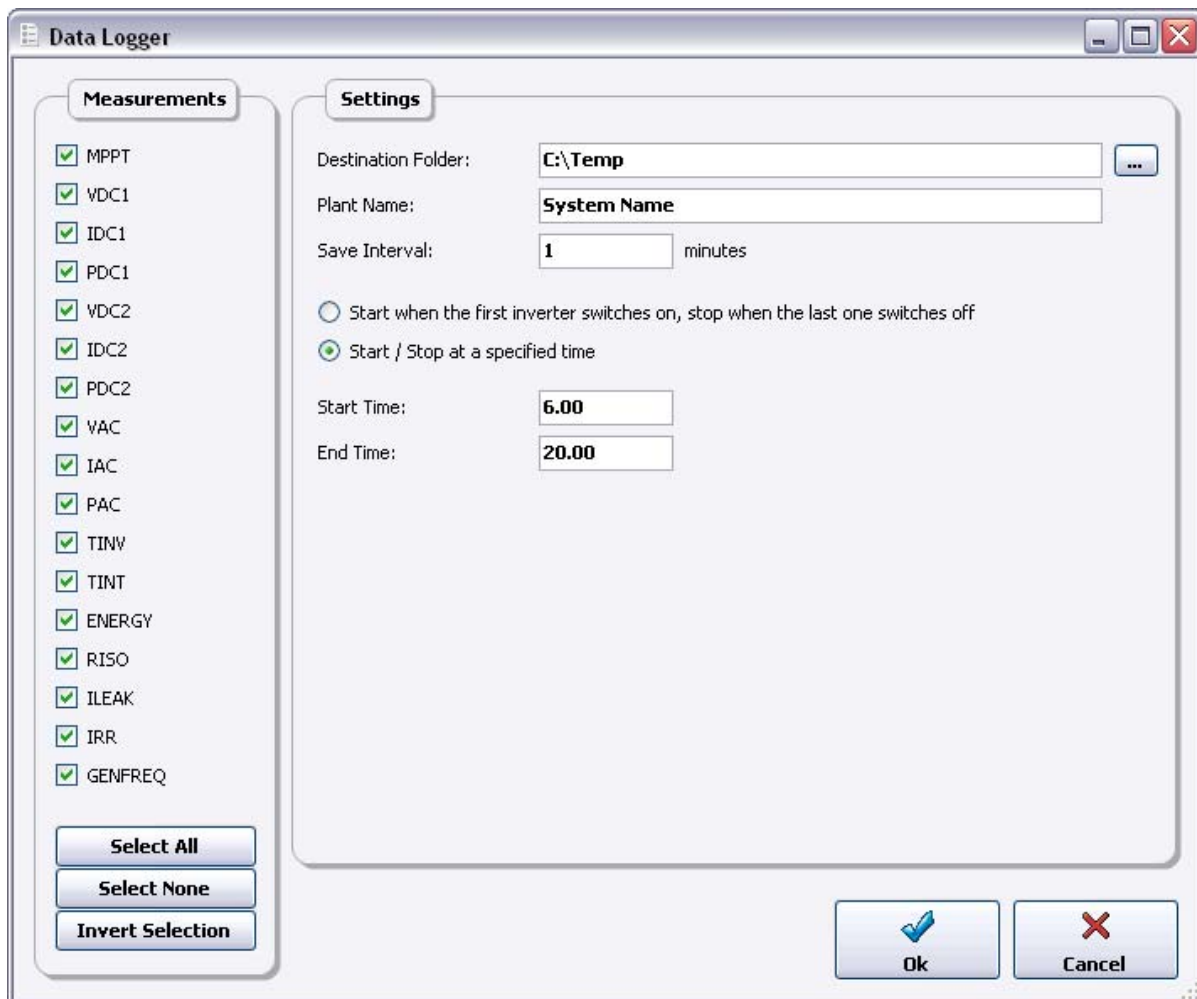 Data Logger
Measurements
MPPT
VDC1
IDC1
PDC1
VDC2
IDC2
PDC2
VAC
IAC
PAC
TINV
TINT
ENERGY
RISO
ILEAK
IRR
GENFREQ
Select All
Select None
Invert Selection
Settings
Destination Folder: C:\Temp ...
Plant Name: System Name
Save Interval: 1 minutes
Start when the first inverter switches on, stop when the last one switches off
Start / Stop at a specified time
Start Time: 6.00
End Time: 20.00
Ok
Cancel